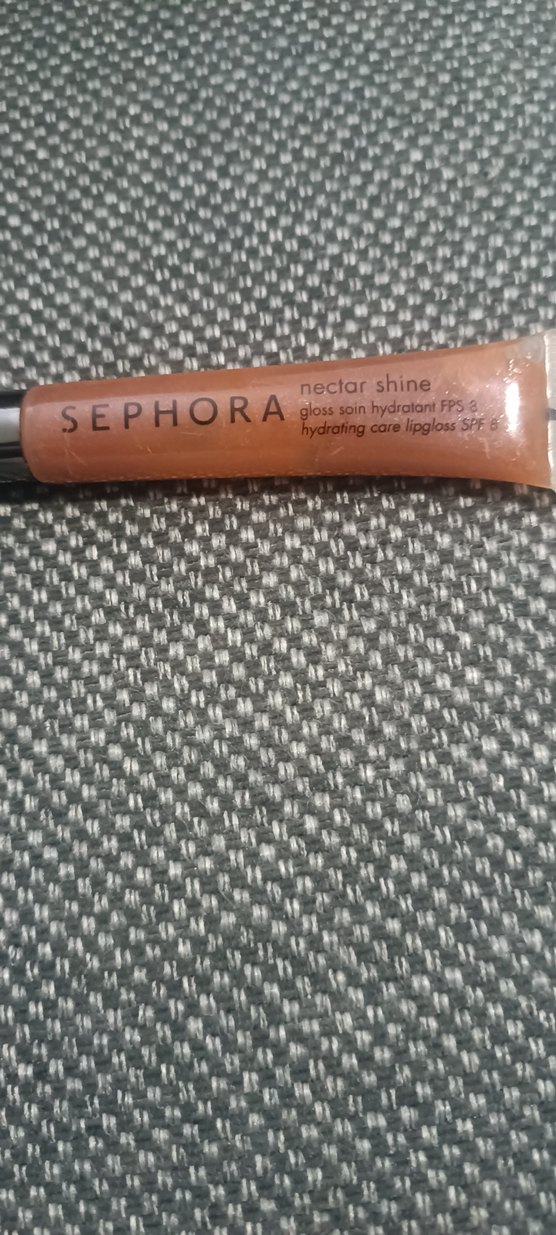 SEPHORA
nectar shine
gloss soin hydratant FPS 8
hydrating care lipgloss SPF 8